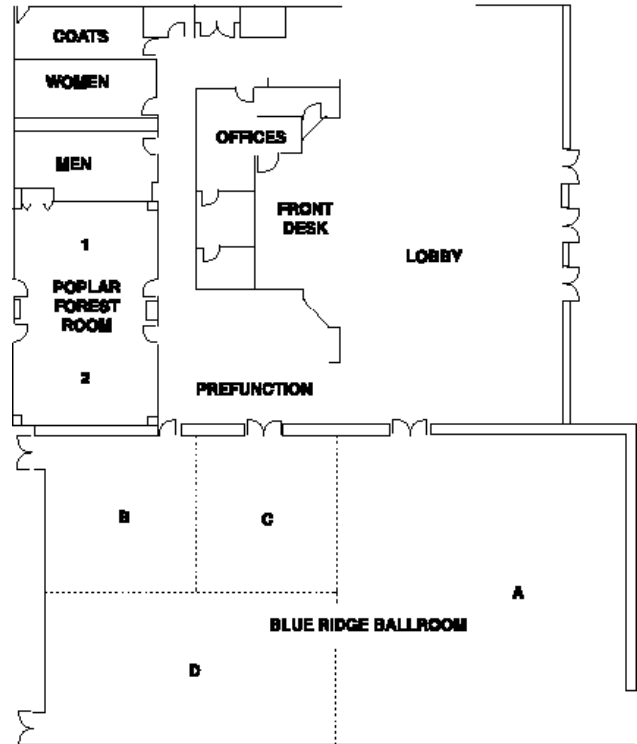 COATS
WOMEN
OFFICES
MEN
FRONT
DESK
1
LOBBY
POPLAR
FOREST
ROOM
2
PREFUNCTION
B
C
A
BLUE RIDGE BALLROOM
D